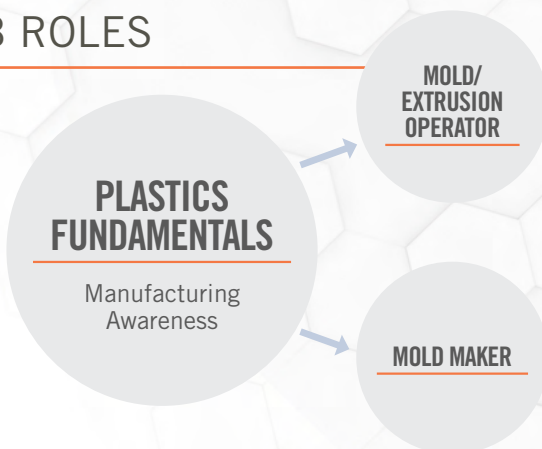 ROLES
MOLD/
EXTRUSION
OPERATOR
PLASTICS
FUNDAMENTALS
Manufacturing
Awareness
MOLD MAKER